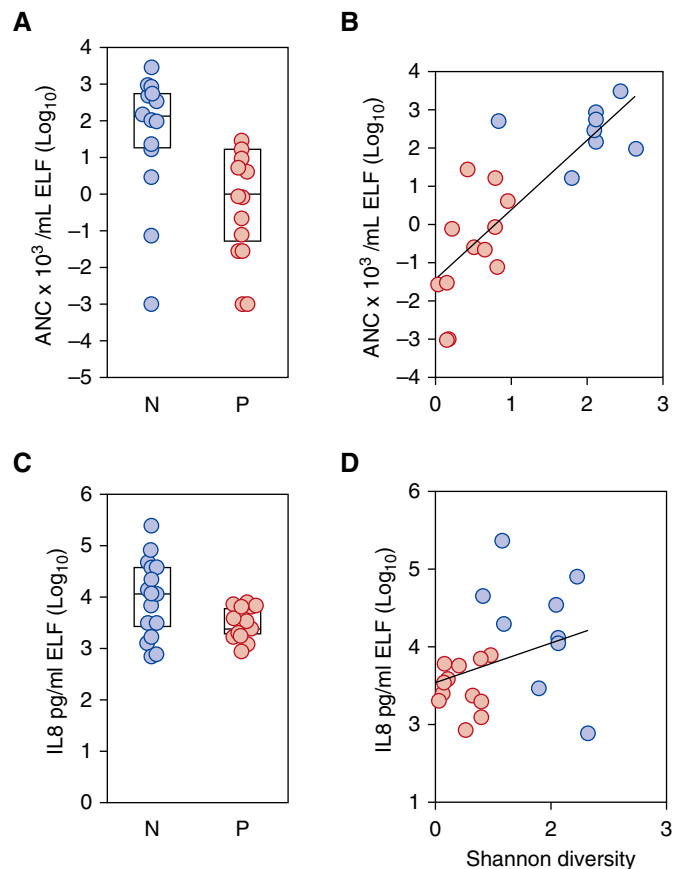 A
ANC x 10³ /mL ELF (Log₁₀)
4
3
2
1
0
–1
–2
–3
–4
–5
N P
B
ANC x 10³ /mL ELF (Log₁₀)
4
3
2
1
0
–1
–2
–3
–4
0 1 2 3
C
IL8 pg/ml ELF (Log₁₀)
6
5
4
3
2
1
0
N P
D
IL8 pg/ml ELF (Log₁₀)
6
5
4
3
1
0 2 3
Shannon diversity